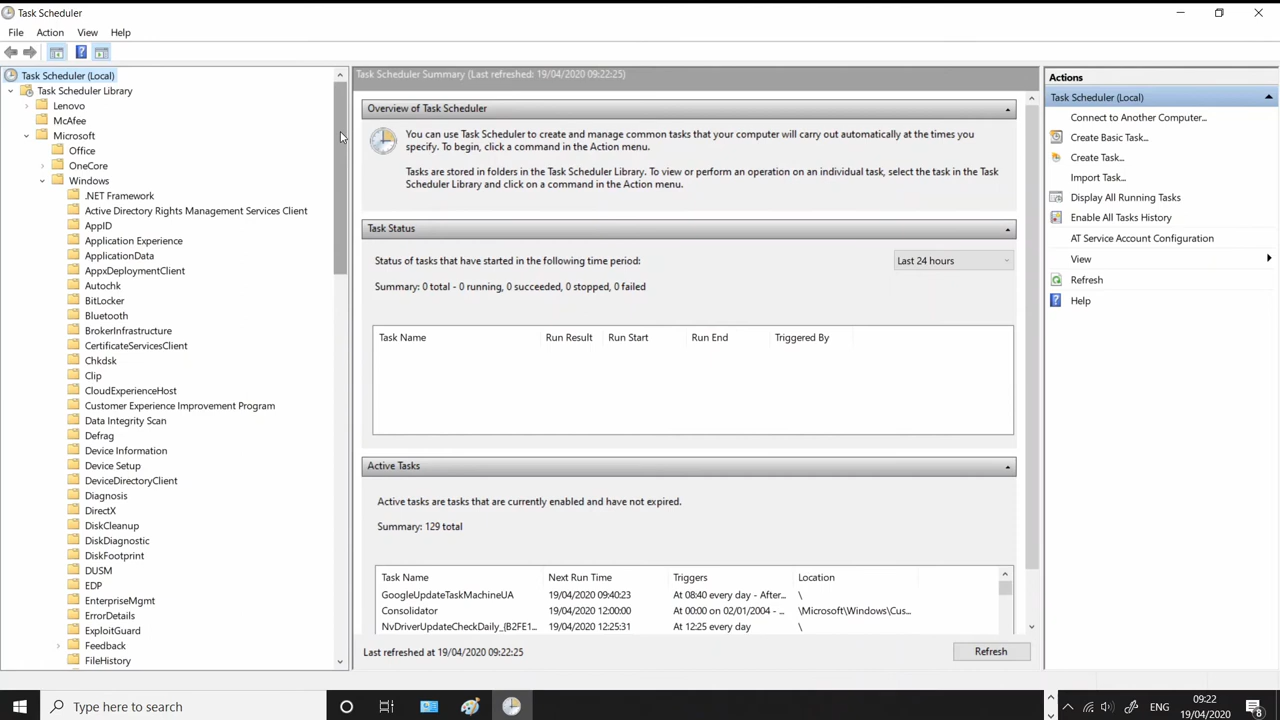 Task Scheduler
File Action View Help
Task Scheduler (Local)
Task Scheduler Library
Lenovo
McAfee
Microsoft
Office
OneCore
Windows
.NET Framework
Active Directory Rights Management Services Client
AppID
Application Experience
ApplicationData
AppxDeploymentClient
Autochk
BitLocker
Bluetooth
BrokerInfrastructure
CertificateServicesClient
Chkdsk
Clip
CloudExperienceHost
Customer Experience Improvement Program
Data Integrity Scan
Defrag
Device Information
Device Setup
DeviceDirectoryClient
Diagnosis
DirectX
DiskCleanup
DiskDiagnostic
DiskFootprint
DUSM
EDP
EnterpriseMgmt
ErrorDetails
ExploitGuard
Feedback
FileHistory
Task Scheduler Summary (Last refreshed: 19/04/2020 09:22:25)
Overview of Task Scheduler
You can use Task Scheduler to create and manage common tasks that your computer will carry out automatically at the times you
specify. To begin, click a command in the Action menu.
Tasks are stored in folders in the Task Scheduler Library. To view or perform an operation on an individual task, select the task in the Task
Scheduler Library and click on a command in the Action menu.
Task Status
Status of tasks that have started in the following time period:
Last 24 hours
Summary: 0 total - 0 running, 0 succeeded, 0 stopped, 0 failed
Task Name Run Result Run Start Run End Triggered By
Active Tasks
Active tasks are tasks that are currently enabled and have not expired.
Summary: 129 total
Task Name Next Run Time Triggers Location
GoogleUpdateTaskMachineUA 19/04/2020 09:40:23 At 08:40 every day - After... \
Consolidator 19/04/2020 12:00:00 At 00:00 on 02/01/2004 - ... \Microsoft\Windows\Cus...
NvDriverUpdateCheckDaily_{B2FE1... 19/04/2020 12:25:31 At 12:25 every day \
Last refreshed at 19/04/2020 09:22:25
Refresh
Actions
Task Scheduler (Local)
Connect to Another Computer...
Create Basic Task...
Create Task...
Import Task...
Display All Running Tasks
Enable All Tasks History
AT Service Account Configuration
View
Refresh
Help
Type here to search
ENG
09:22
19/04/2020
8